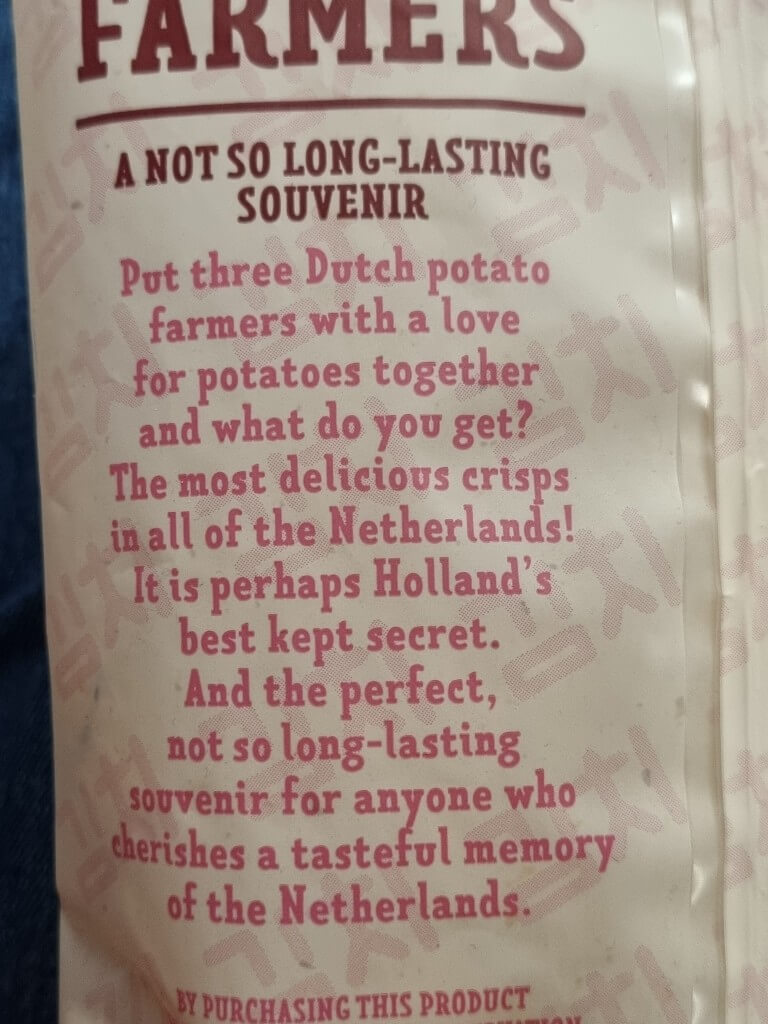 FARMERS
A NOT SO LONG-LASTING
SOUVENIR
Put three Dutch potato
farmers with a love
for potatoes together
and what do you get?
The most delicious crisps
in all of the Netherlands!
It is perhaps Holland's
best kept secret.
And the perfect,
not so long-lasting
souvenir for anyone who
cherishes a tasteful memory
of the Netherlands.
BY PURCHASING THIS PRODUCT
김치